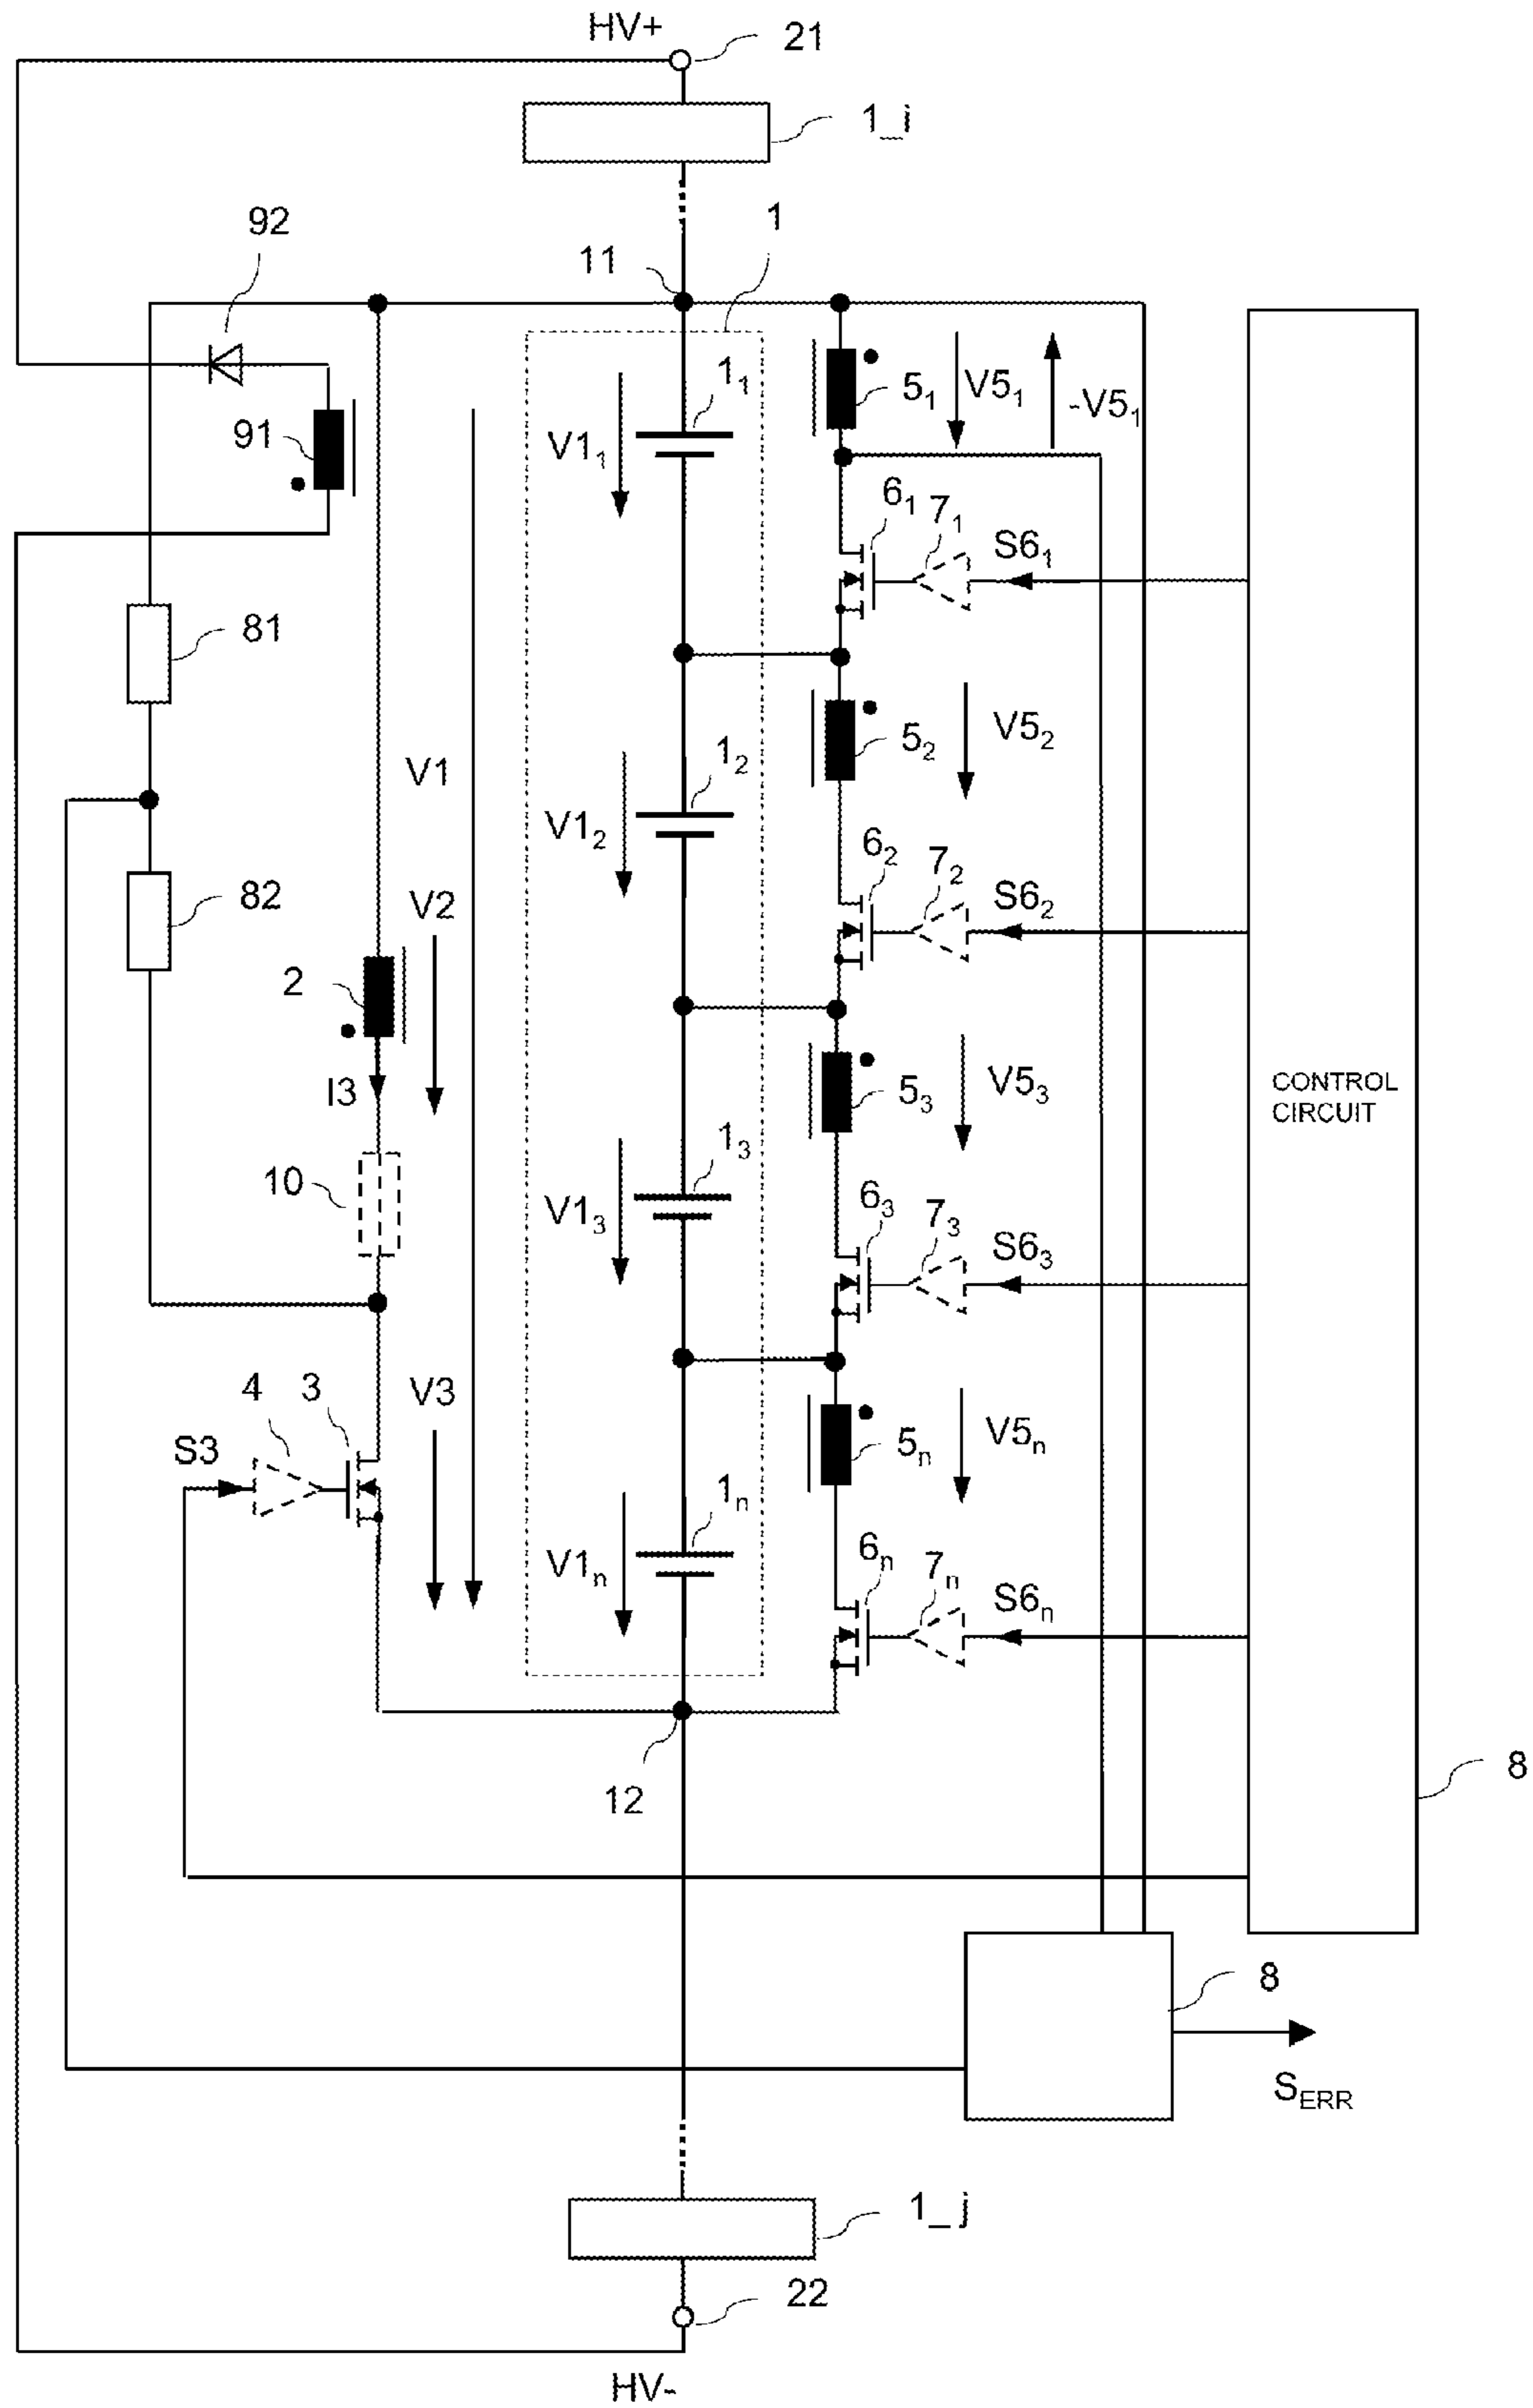 HV+
21
1_i
92
1
11
1₁
5₁
V5₁
-V5₁
91
V1₁
6₁
7₁
S6₁
81
5₂
V5₂
V1
1₂
V1₂
6₂
7₂
S6₂
82
V2
2
I3
5₃
V5₃
CONTROL
CIRCUIT
10
1₃
V1₃
6₃
7₃
S6₃
4
3
V3
S3
5ₙ
V5ₙ
1ₙ
V1ₙ
6ₙ
7ₙ
S6ₙ
12
8
8
S_ERR
1_j
22
HV-